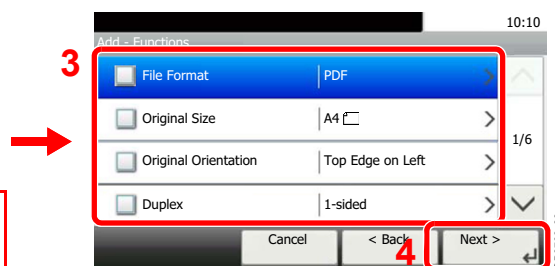 10:10
Add - Functions
3
File Format PDF
Original Size A4
1/6
Original Orientation Top Edge on Left
Duplex 1-sided
Cancel < Back Next >
4